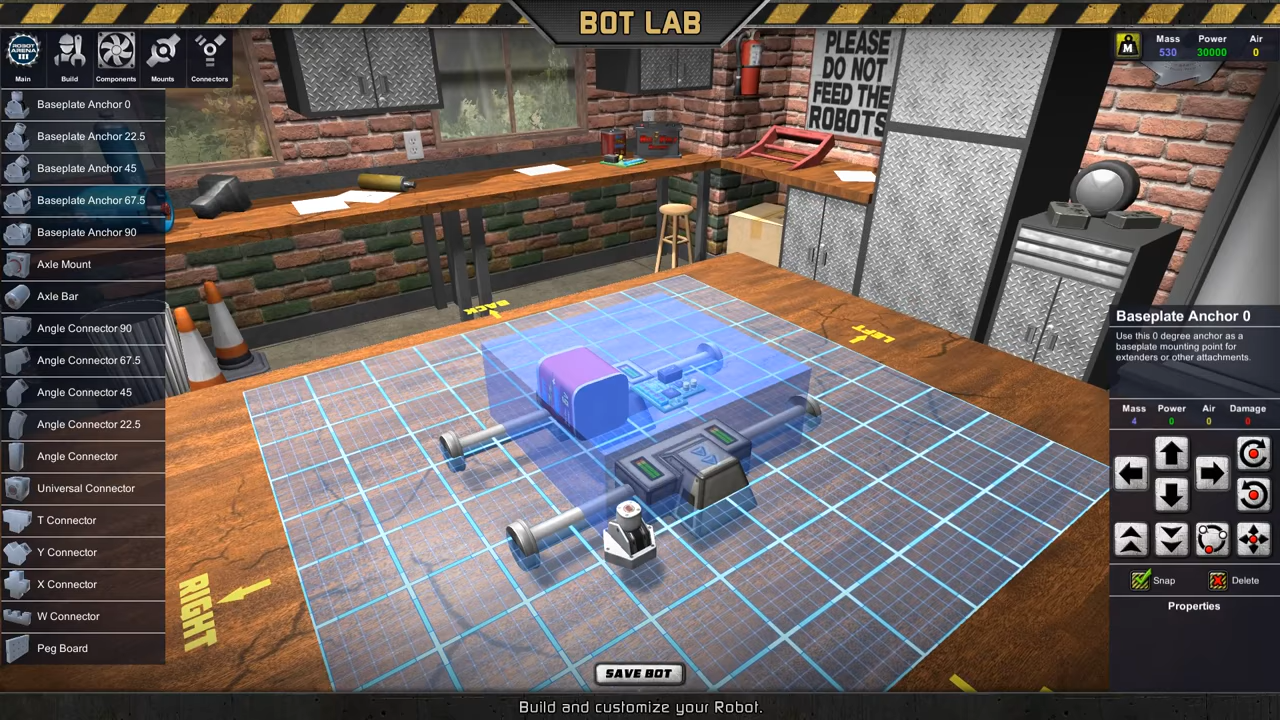 BOT LAB
ROBOT
ARENA
III
Main
Build
Components
Mounts
Connectors
M
Mass
Power
Air
530
30000
0
Baseplate Anchor 0
Baseplate Anchor 22.5
Baseplate Anchor 45
Baseplate Anchor 67.5
Baseplate Anchor 90
Axle Mount
Axle Bar
Angle Connector 90
Angle Connector 67.5
Angle Connector 45
Angle Connector 22.5
Angle Connector
Universal Connector
T Connector
Y Connector
X Connector
W Connector
Peg Board
PLEASE
DO NOT
FEED THE
ROBOTS
BACK
LEFT
RIGHT
Baseplate Anchor 0
Use this 0 degree anchor as a
baseplate mounting point for
extenders or other attachments.
Mass
Power
Air
Damage
4
0
0
0
Snap
Delete
Properties
SAVE BOT
Build and customize your Robot.